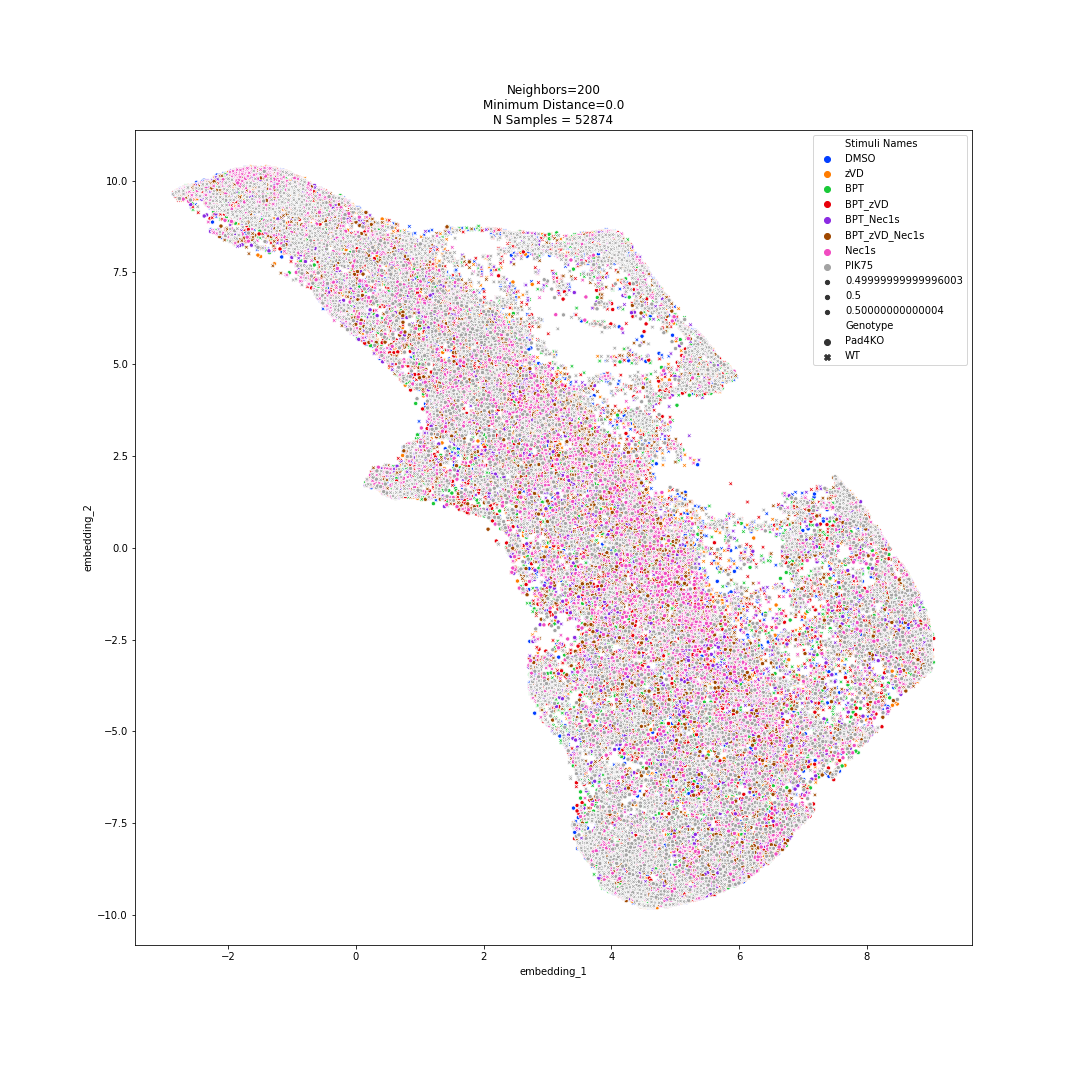 Neighbors=200
Minimum Distance=0.0
N Samples = 52874
Stimuli Names
DMSO
zVD
BPT
BPT_zVD
BPT_Nec1s
BPT_zVD_Nec1s
Nec1s
PIK75
0.49999999999996003
0.5
0.50000000000004
Genotype
Pad4KO
WT
10.0
7.5
5.0
2.5
0.0
−2.5
−5.0
−7.5
−10.0
embedding_2
−2 0 2 4 6 8
embedding_1